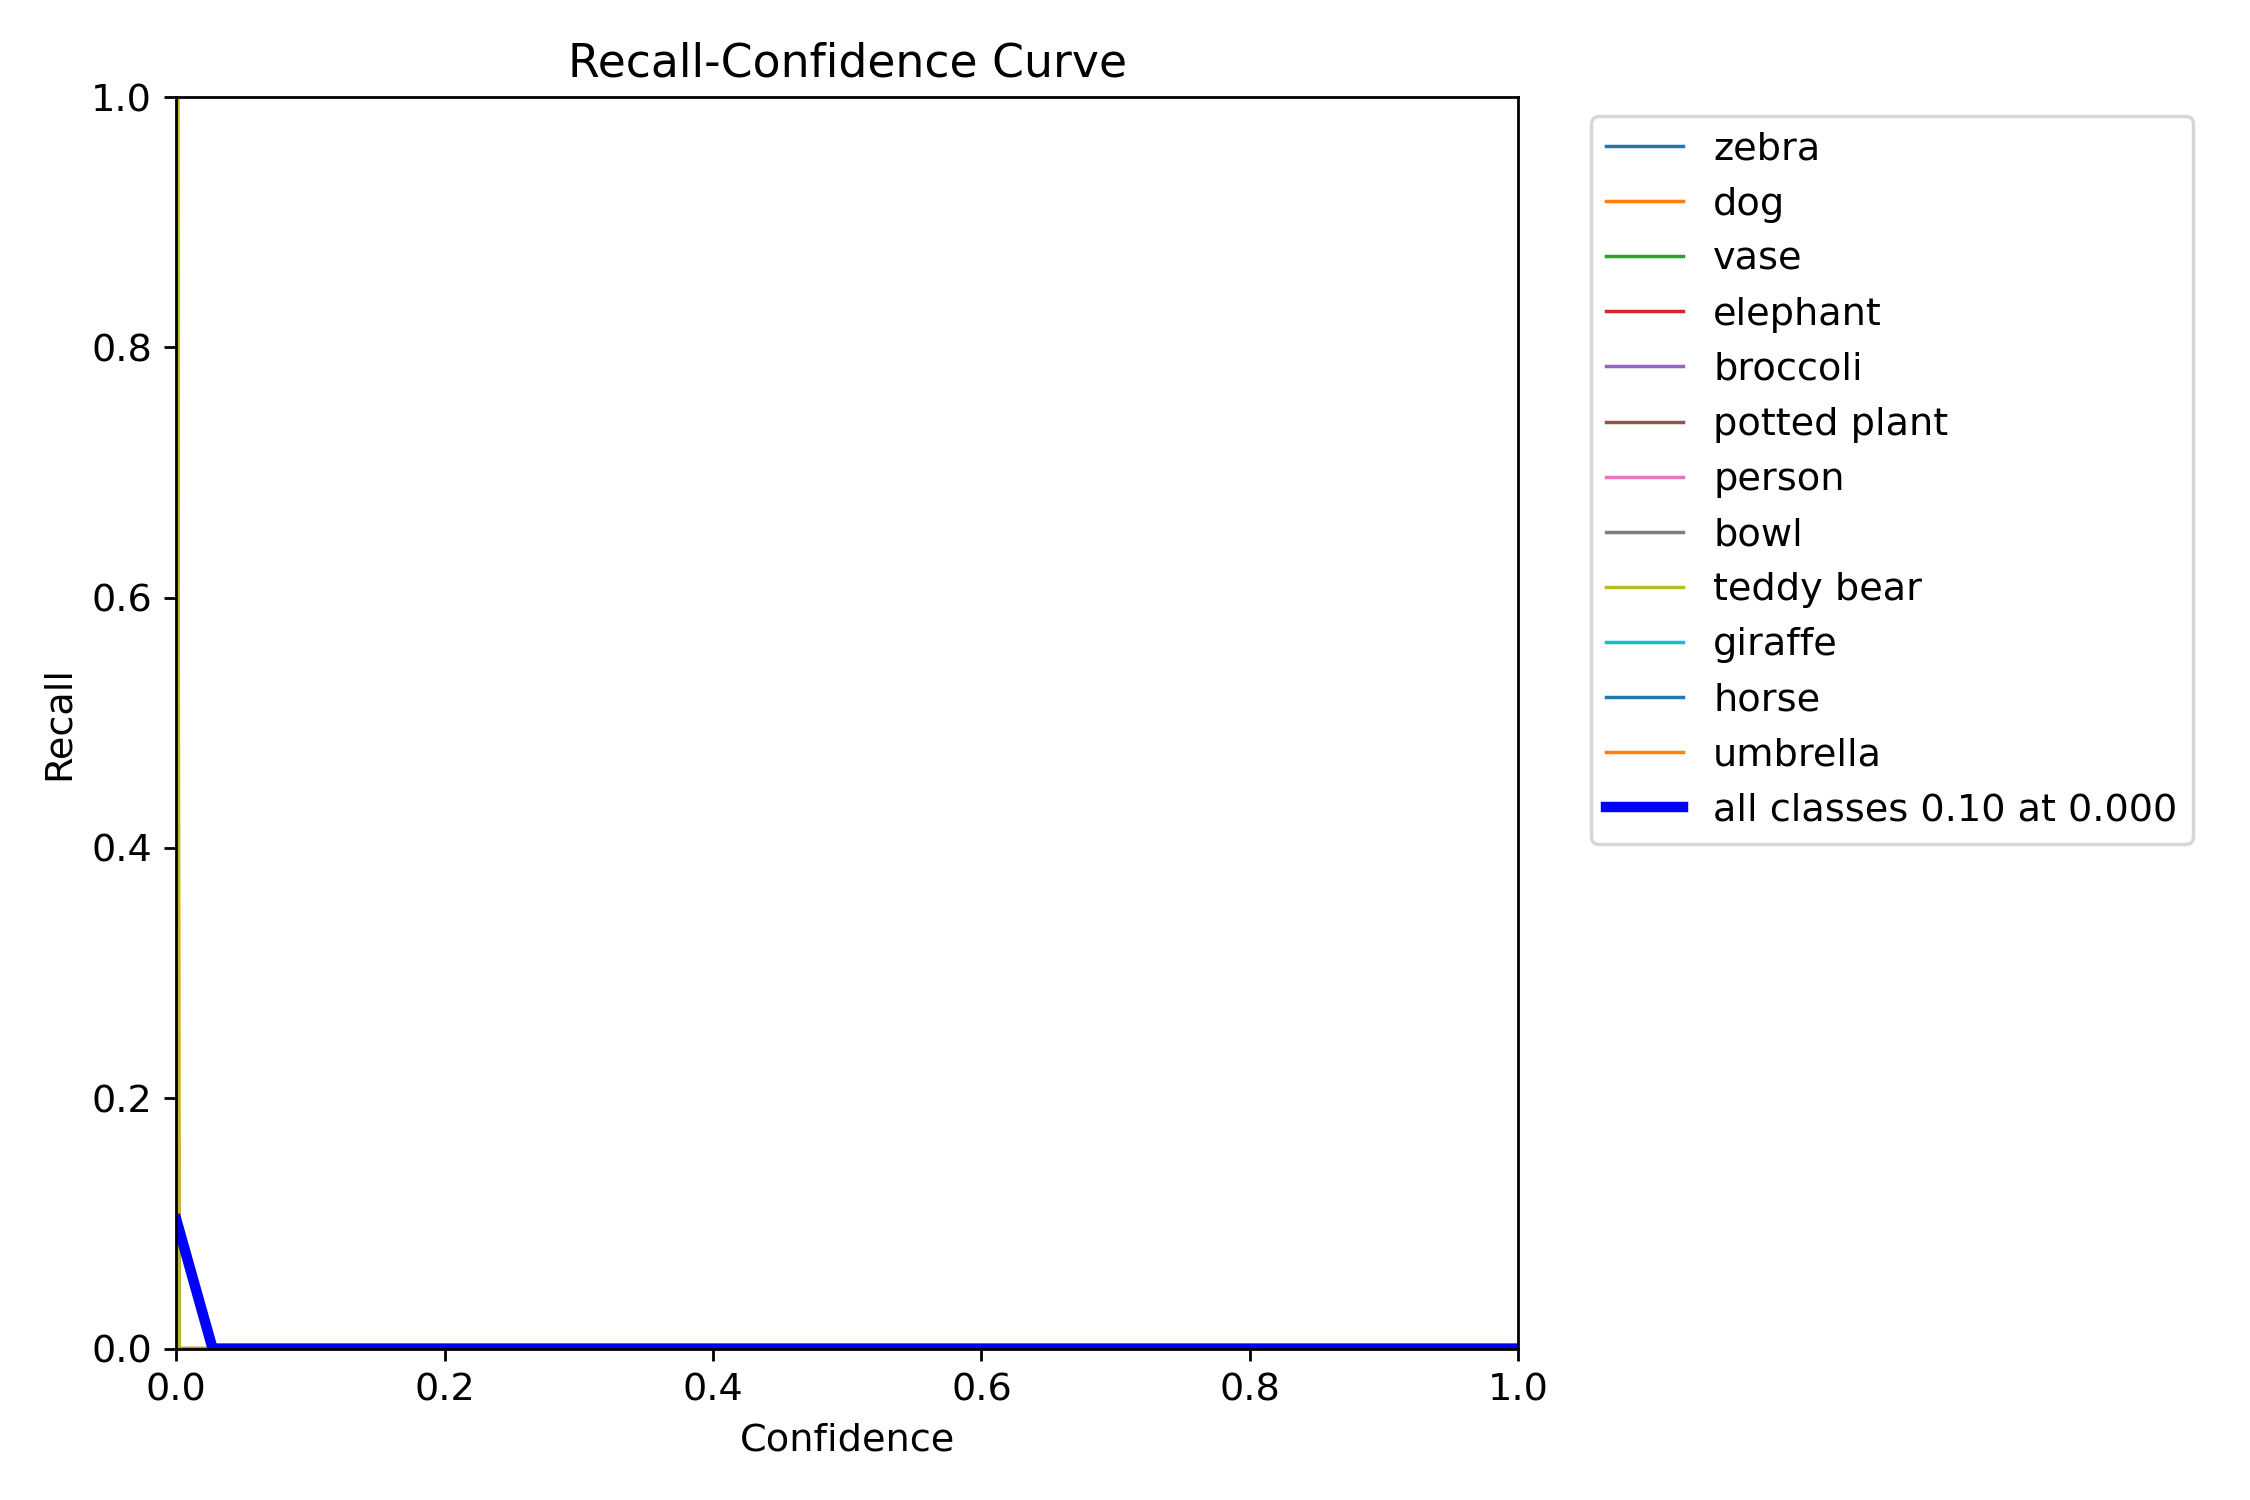 Recall-Confidence Curve
1.0
0.8
0.6
0.4
0.2
0.0
Recall
0.0 0.2 0.4 0.6 0.8 1.0
Confidence
zebra
dog
vase
elephant
broccoli
potted plant
person
bowl
teddy bear
giraffe
horse
umbrella
all classes 0.10 at 0.000